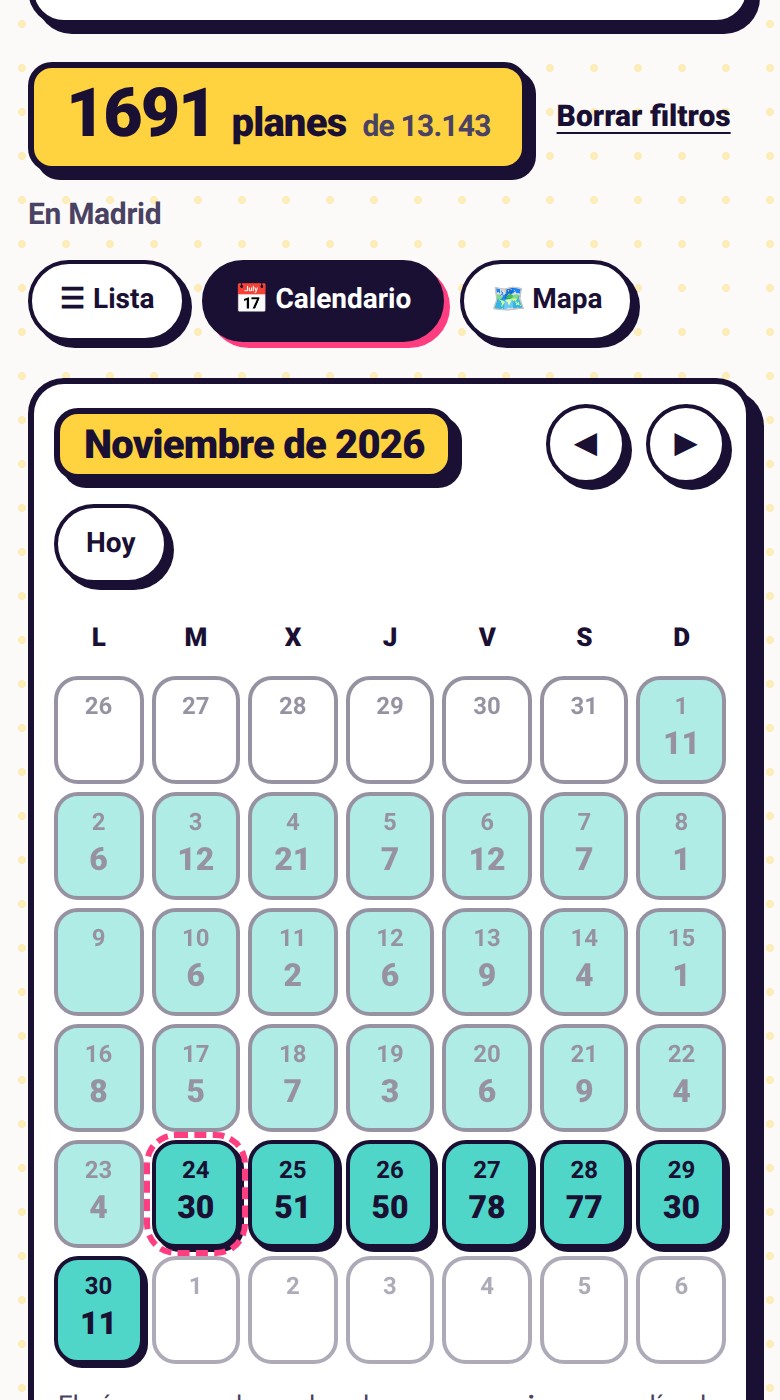 1691 planes de 13.143 Borrar filtros
En Madrid
☰ Lista
July 17 Calendario
Mapa
Noviembre de 2026 ◀ ▶
Hoy
L M X J V S D
26 27 28 29 30 31 1
11
2 3 4 5 6 7 8
6 12 21 7 12 7 1
9 10 11 12 13 14 15
6 2 6 9 4 1
16 17 18 19 20 21 22
8 5 7 3 6 9 4
23 24 25 26 27 28 29
4 30 51 50 78 77 30
30 1 2 3 4 5 6
11